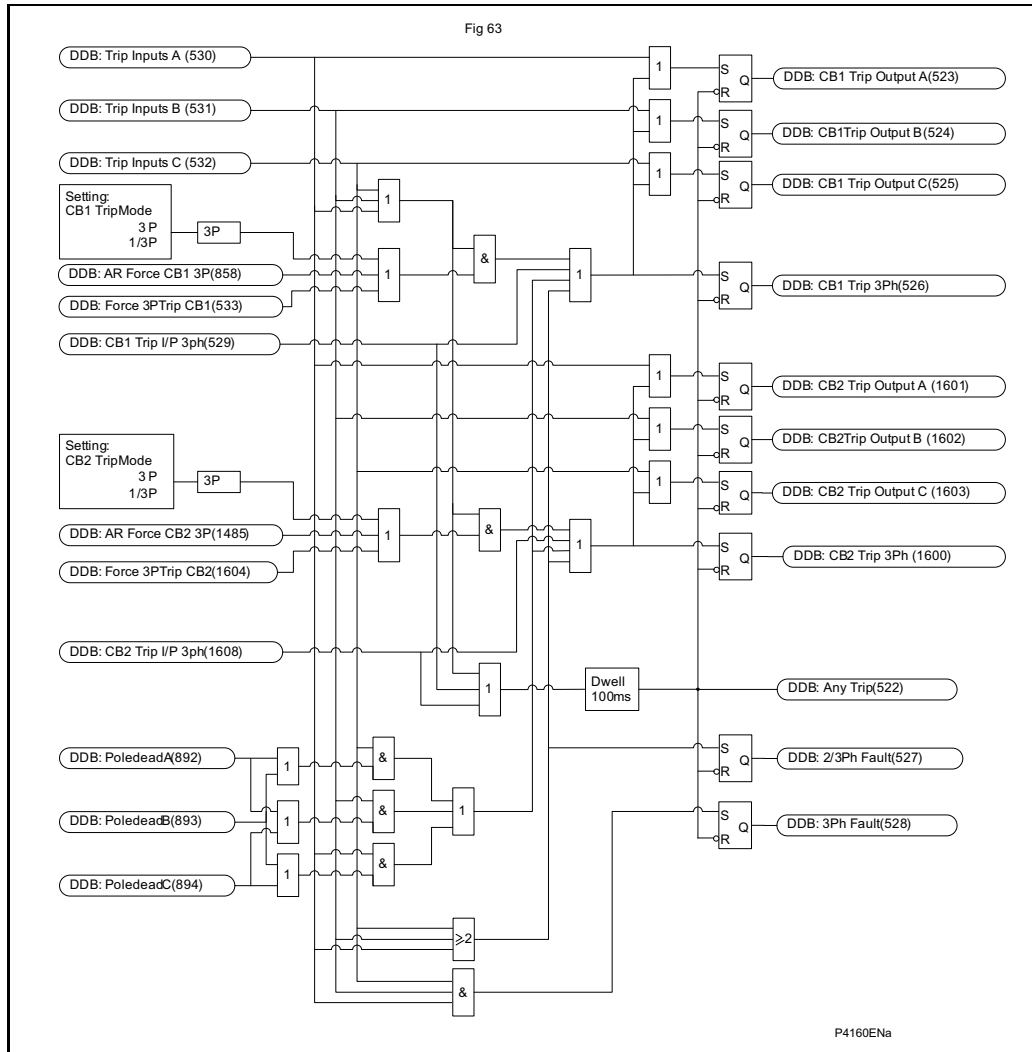 Fig 63
DDB: Trip Inputs A (530)
DDB: Trip Inputs B (531)
DDB: Trip Inputs C (532)
Setting:
CB1 TripMode
3 P
1/3P
3P
DDB: AR Force CB1 3P(858)
DDB: Force 3PTrip CB1(533)
DDB: CB1 Trip I/P 3ph(529)
Setting:
CB2 TripMode
3 P
1/3P
3P
DDB: AR Force CB2 3P(1485)
DDB: Force 3PTrip CB2(1604)
DDB: CB2 Trip I/P 3ph(1608)
DDB: PoledeadA(892)
DDB: PoledeadB(893)
DDB: PoledeadC(894)
1
1
&
1
&
1
1
1
1
&
&
&
1
≥2
&
1
1
1
1
1
1
1
Dwell
100ms
S
Q
R
DDB: CB1 Trip Output A(523)
S
Q
R
DDB: CB1Trip Output B(524)
S
Q
R
DDB: CB1 Trip Output C(525)
S
Q
R
DDB: CB1 Trip 3Ph(526)
S
Q
R
DDB: CB2 Trip Output A (1601)
S
Q
R
DDB: CB2Trip Output B (1602)
S
Q
R
DDB: CB2 Trip Output C (1603)
S
Q
R
DDB: CB2 Trip 3Ph (1600)
DDB: Any Trip(522)
S
Q
R
DDB: 2/3Ph Fault(527)
S
Q
R
DDB: 3Ph Fault(528)
P4160ENa